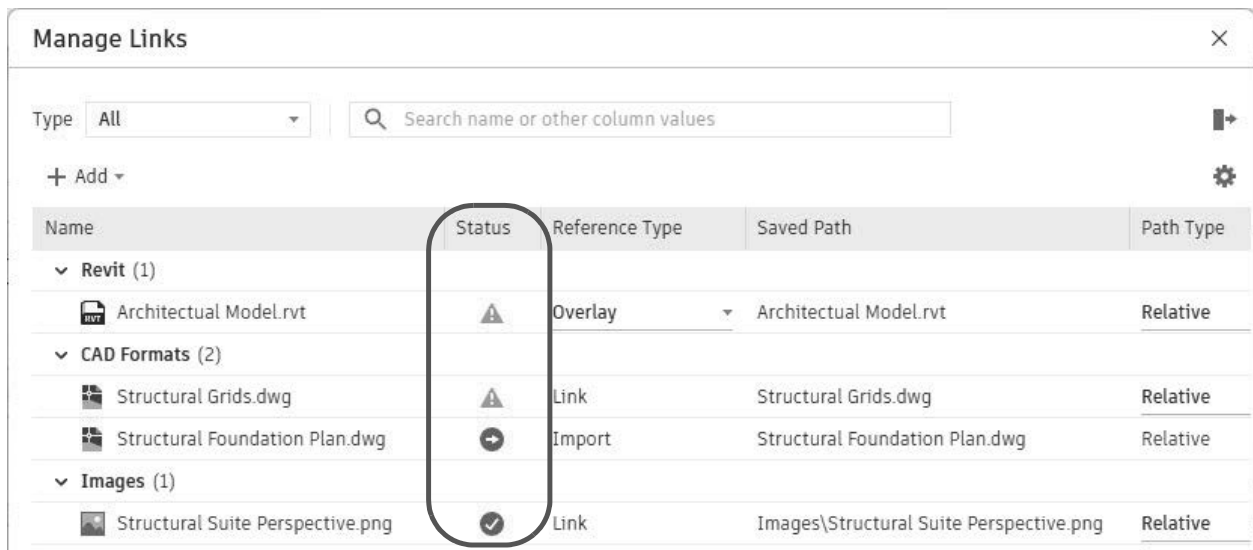 Manage Links
Type All Search name or other column values
Add
Name Status Reference Type Saved Path Path Type
Revit (1)
RVT Architectual Model.rvt Overlay Architectual Model.rvt Relative
CAD Formats (2)
Structural Grids.dwg Link Structural Grids.dwg Relative
Structural Foundation Plan.dwg Import Structural Foundation Plan.dwg Relative
Images (1)
Structural Suite Perspective.png Link Images\Structural Suite Perspective.png Relative